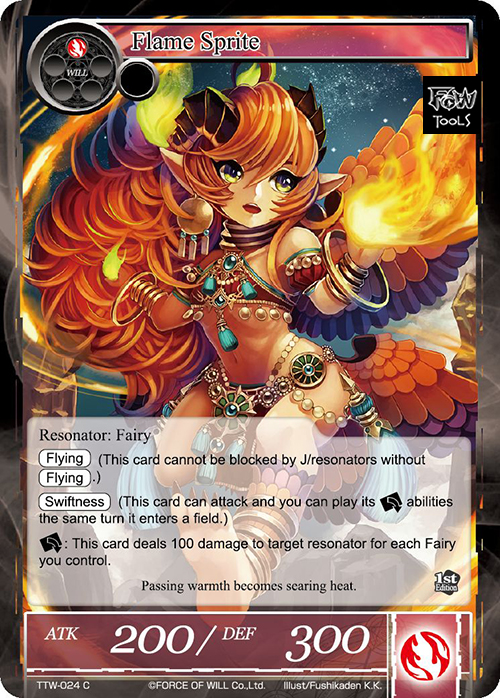 Flame Sprite
WILL
FOW
TOOLS
Resonator: Fairy
Flying (This card cannot be blocked by J/resonators without
Flying.)
Swiftness (This card can attack and you can play its abilities
the same turn it enters a field.)
: This card deals 100 damage to target resonator for each Fairy
you control.
Passing warmth becomes searing heat.
1st
Edition
ATK 200 / DEF 300
TTW-024 C ©FORCE OF WILL Co.,Ltd. Illust/Fushikaden K.K.